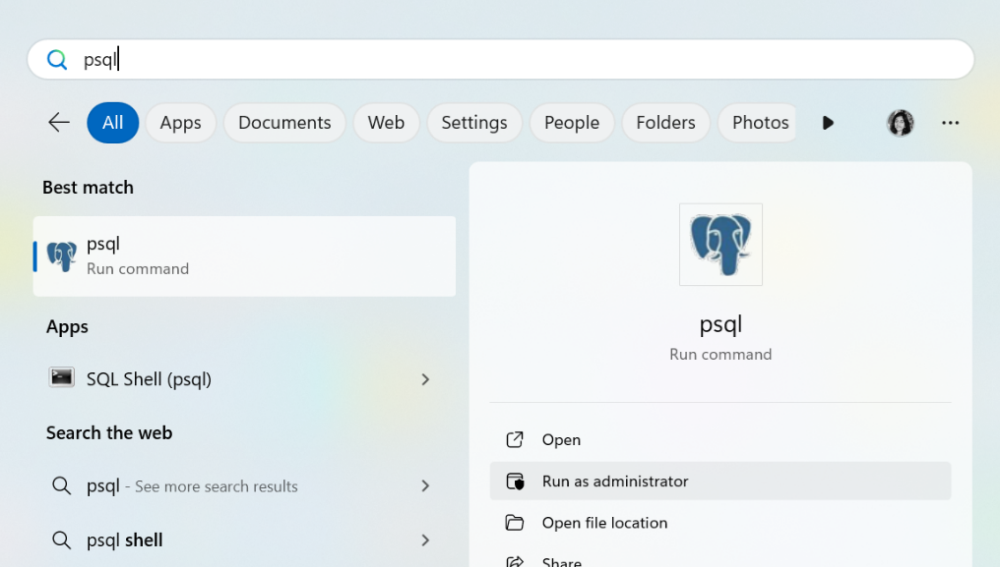 psql
All Apps Documents Web Settings People Folders Photos
Best match
psql
Run command
Apps
SQL Shell (psql)
Search the web
psql - See more search results
psql shell
psql
Run command
Open
Run as administrator
Open file location
Share